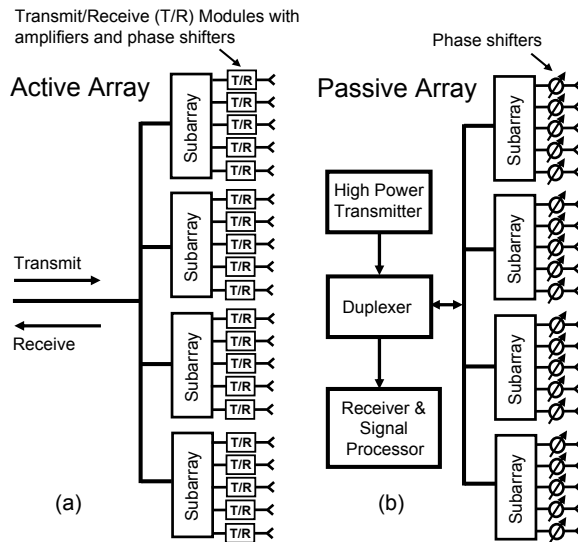 Transmit/Receive (T/R) Modules with
amplifiers and phase shifters
Active Array
Subarray
T/R
T/R
T/R
T/R
T/R
Subarray
T/R
T/R
T/R
T/R
T/R
Subarray
T/R
T/R
T/R
T/R
T/R
Subarray
T/R
T/R
T/R
T/R
T/R
Transmit
Receive
(a)
Phase shifters
Passive Array
High Power
Transmitter
Duplexer
Receiver &
Signal
Processor
Subarray
Subarray
Subarray
Subarray
(b)